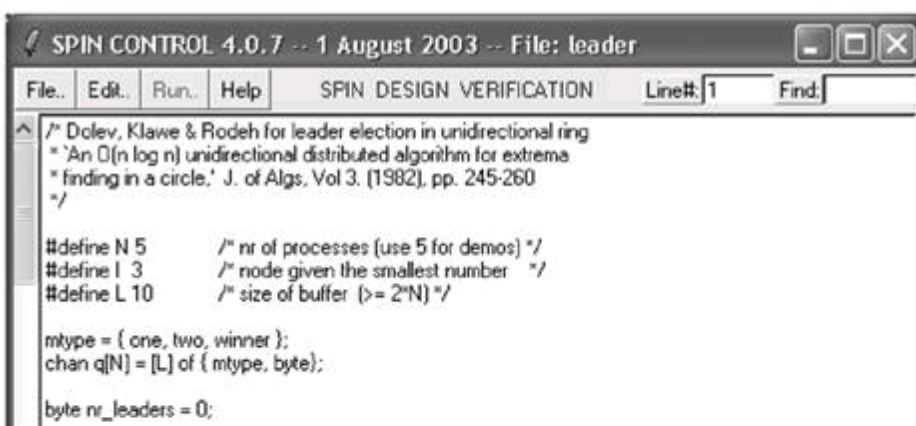 SPIN CONTROL 4.0.7 -- 1 August 2003 -- File: leader
File.. Edit.. Run.. Help SPIN DESIGN VERIFICATION Line#: 1 Find:
/* Dolev, Klawe & Rodeh for leader election in unidirectional ring
* `An O(n log n) unidirectional distributed algorithm for extrema
* finding in a circle,' J. of Algs, Vol 3. (1982), pp. 245-260
*/
#define N 5 /* nr of processes (use 5 for demos) */
#define I 3 /* node given the smallest number */
#define L 10 /* size of buffer (>= 2*N) */
mtype = { one, two, winner };
chan q[N] = [L] of { mtype, byte};
byte nr_leaders = 0;